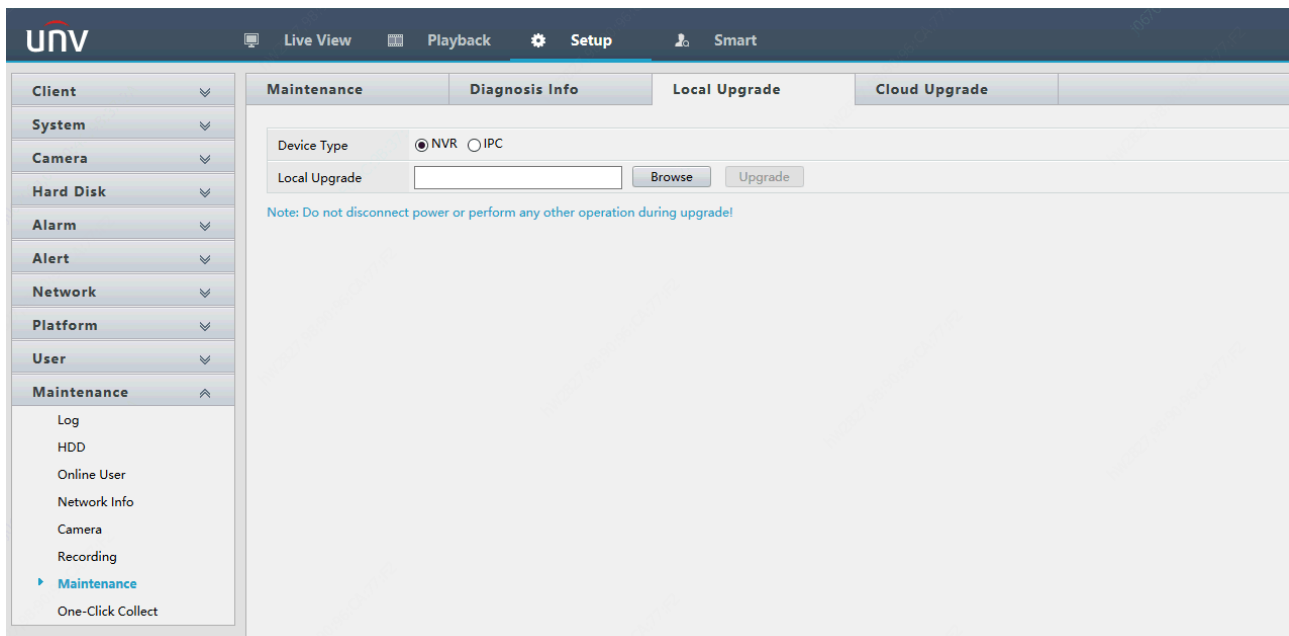 unv
Live View Playback Setup Smart
Client
System
Camera
Hard Disk
Alarm
Alert
Network
Platform
User
Maintenance
Log
HDD
Online User
Network Info
Camera
Recording
Maintenance
One-Click Collect
Maintenance Diagnosis Info Local Upgrade Cloud Upgrade
Device Type NVR IPC
Local Upgrade Browse Upgrade
Note: Do not disconnect power or perform any other operation during upgrade!